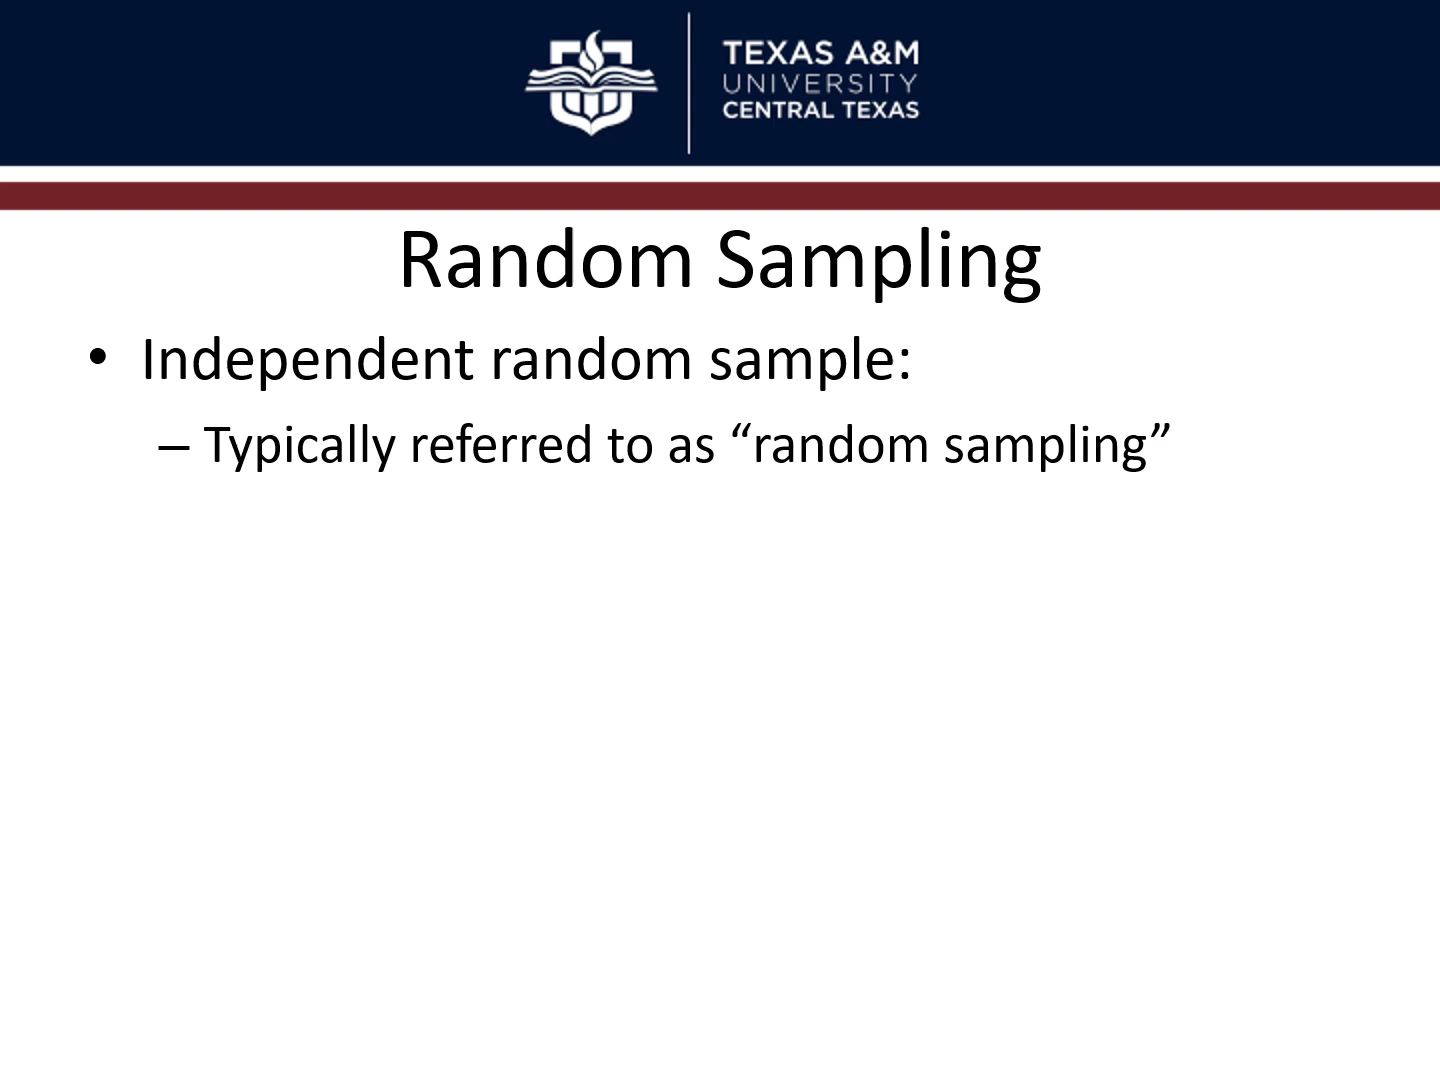 TEXAS A&M
UNIVERSITY
CENTRAL TEXAS
Random Sampling
• Independent random sample:
– Typically referred to as “random sampling”